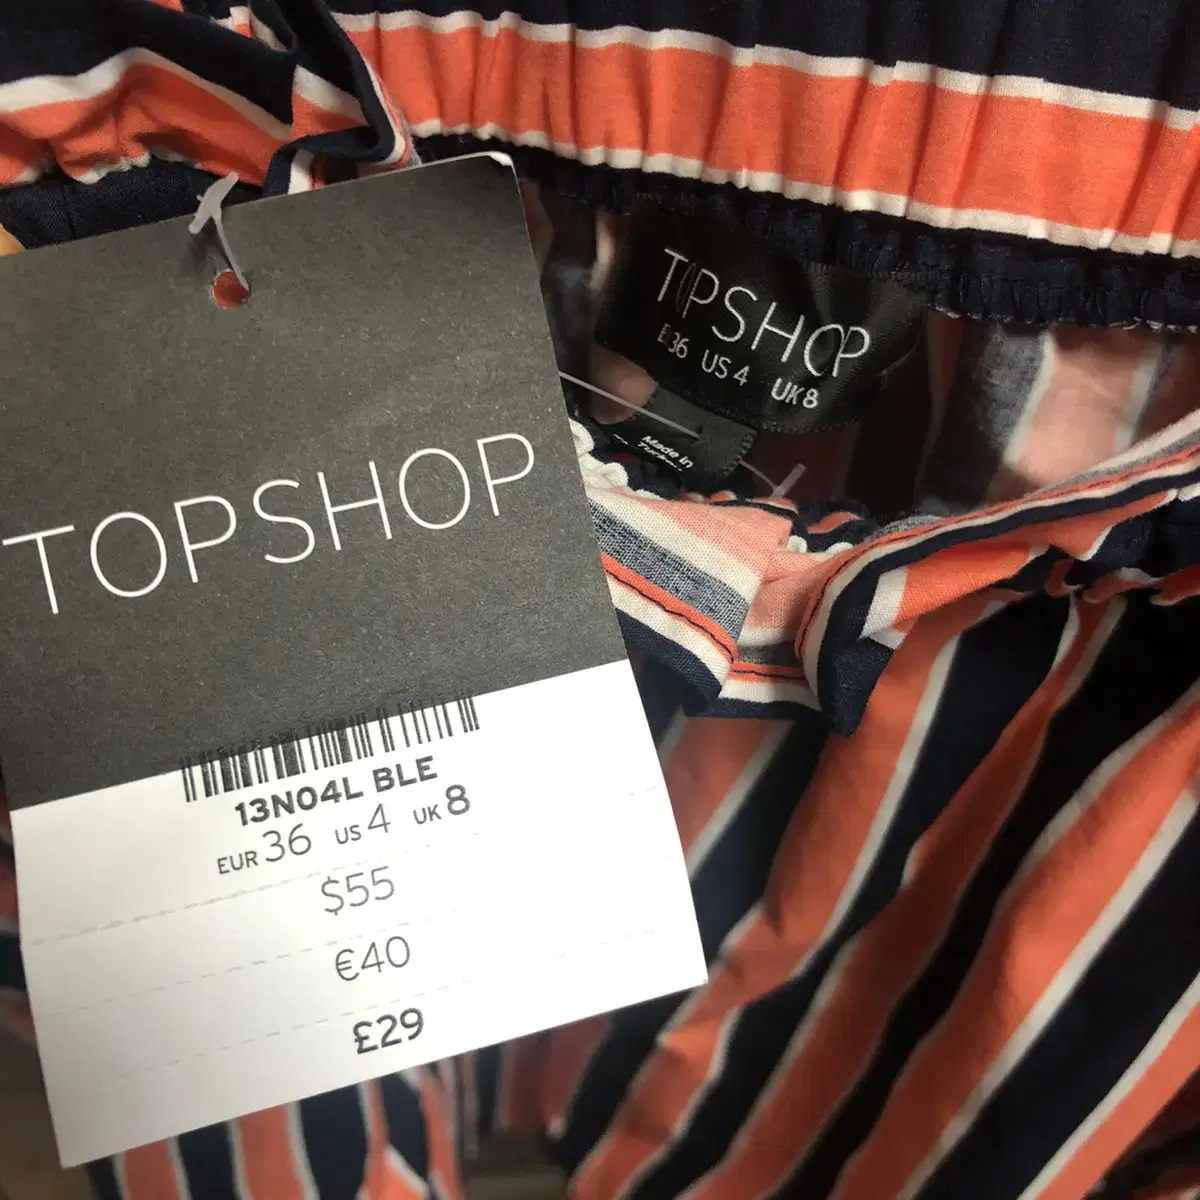 TOPSHOP
13N04L BLE
EUR 36 US 4 UK 8
$55
€40
£29
TOPSHOP
E36 US 4 UK 8
Made in